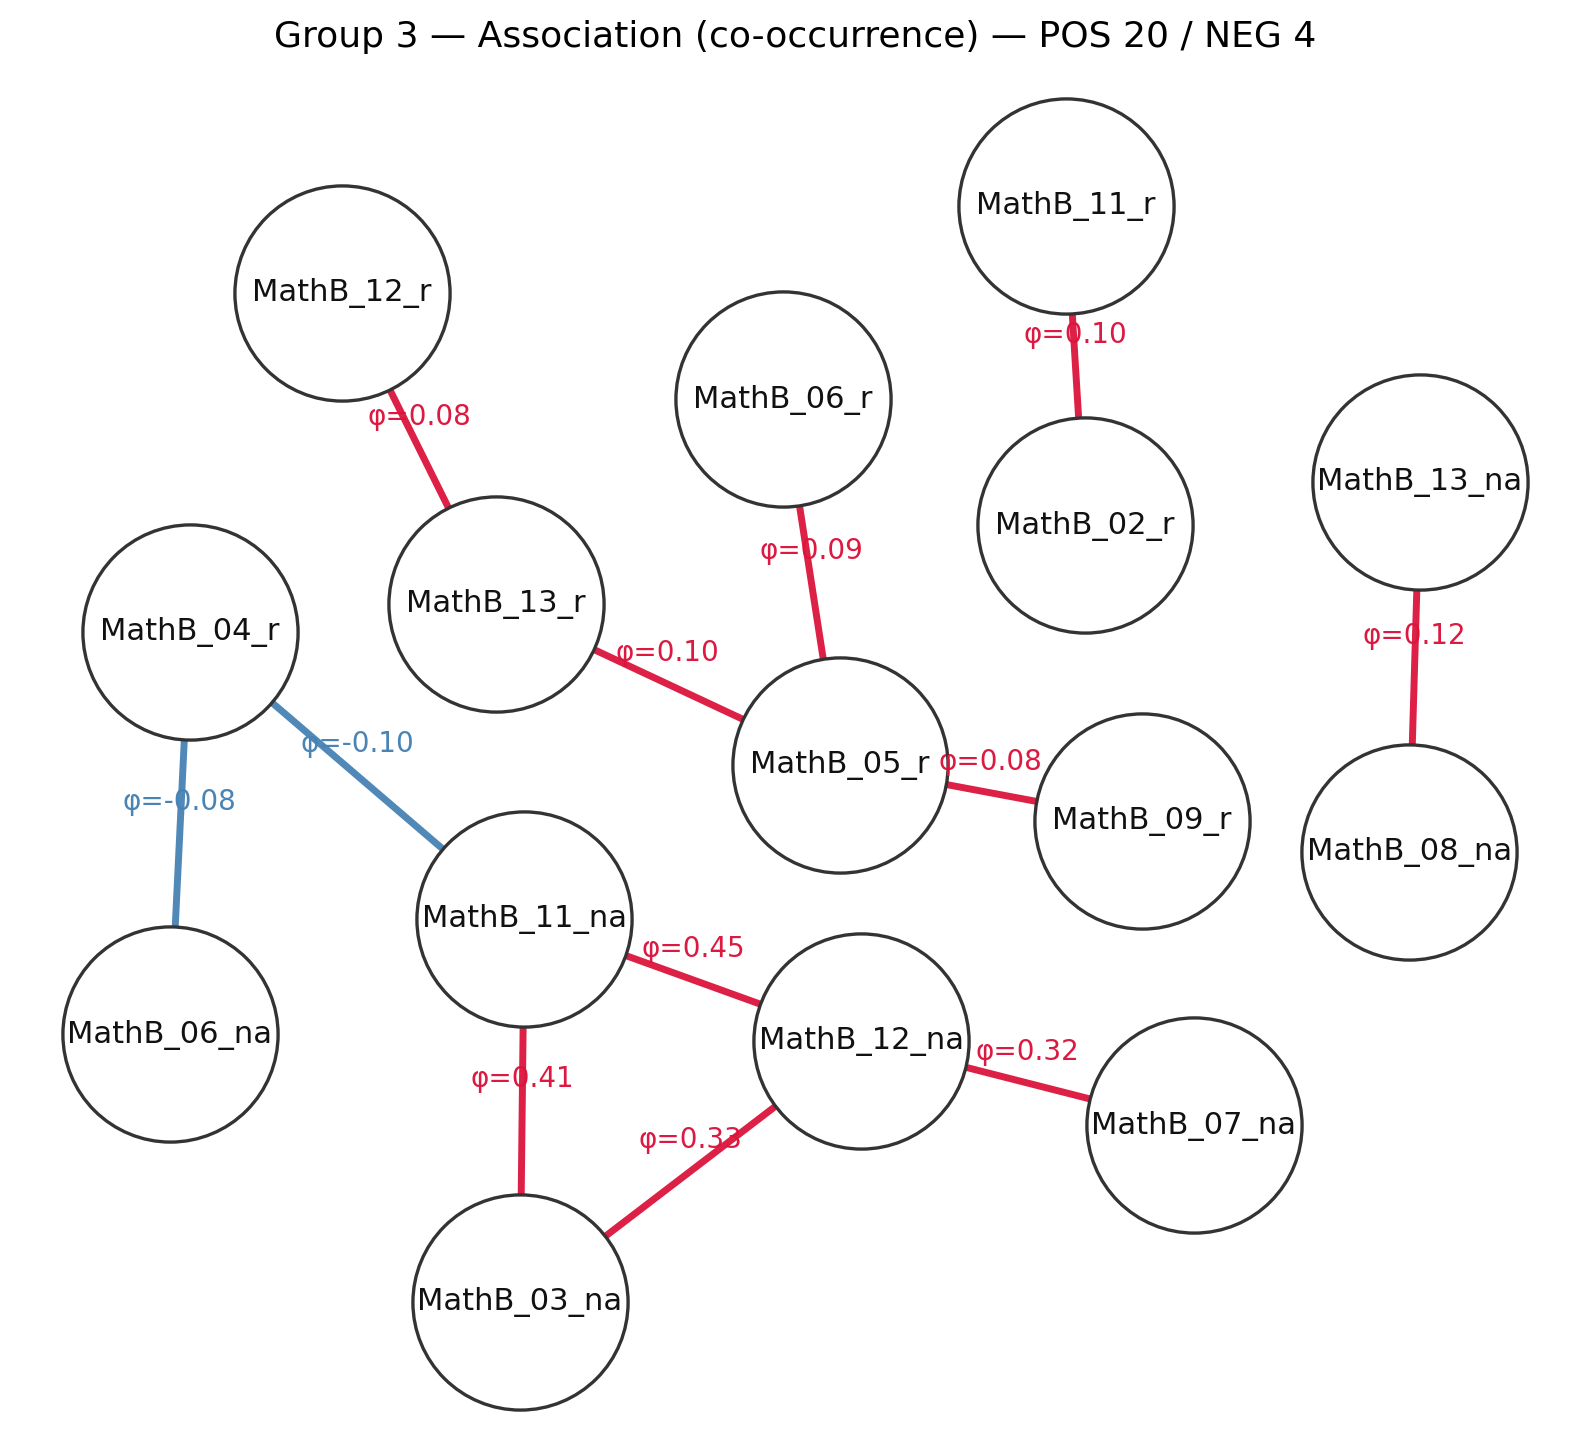 Group 3 — Association (co-occurrence) — POS 20 / NEG 4
MathB_11_r
MathB_12_r
φ=0.10
MathB_06_r
φ=0.08
MathB_13_na
MathB_02_r
φ=0.09
MathB_13_r
MathB_04_r
φ=0.12
φ=0.10
φ=-0.10
MathB_05_r
φ=0.08
φ=-0.08
MathB_09_r
MathB_08_na
MathB_11_na
φ=0.45
MathB_06_na
MathB_12_na
φ=0.32
φ=0.41
MathB_07_na
φ=0.33
MathB_03_na